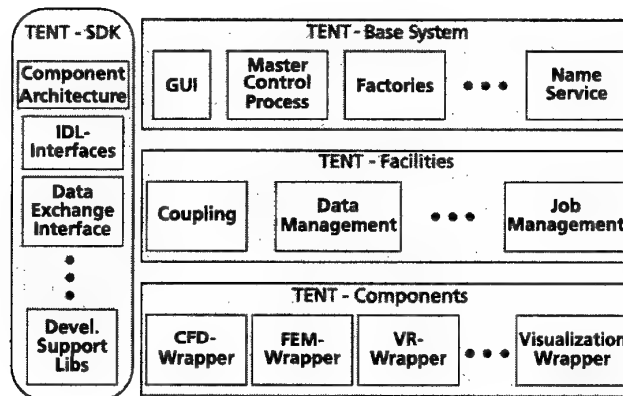 TENT - SDK
Component
Architecture
IDL-
Interfaces
Data
Exchange
Interface
Devel.
Support
Libs
TENT - Base System
GUI
Master
Control
Process
Factories
Name
Service
TENT - Facilities
Coupling
Data
Management
Job
Management
TENT - Components
CFD-
Wrapper
FEM-
Wrapper
VR-
Wrapper
Visualization
Wrapper